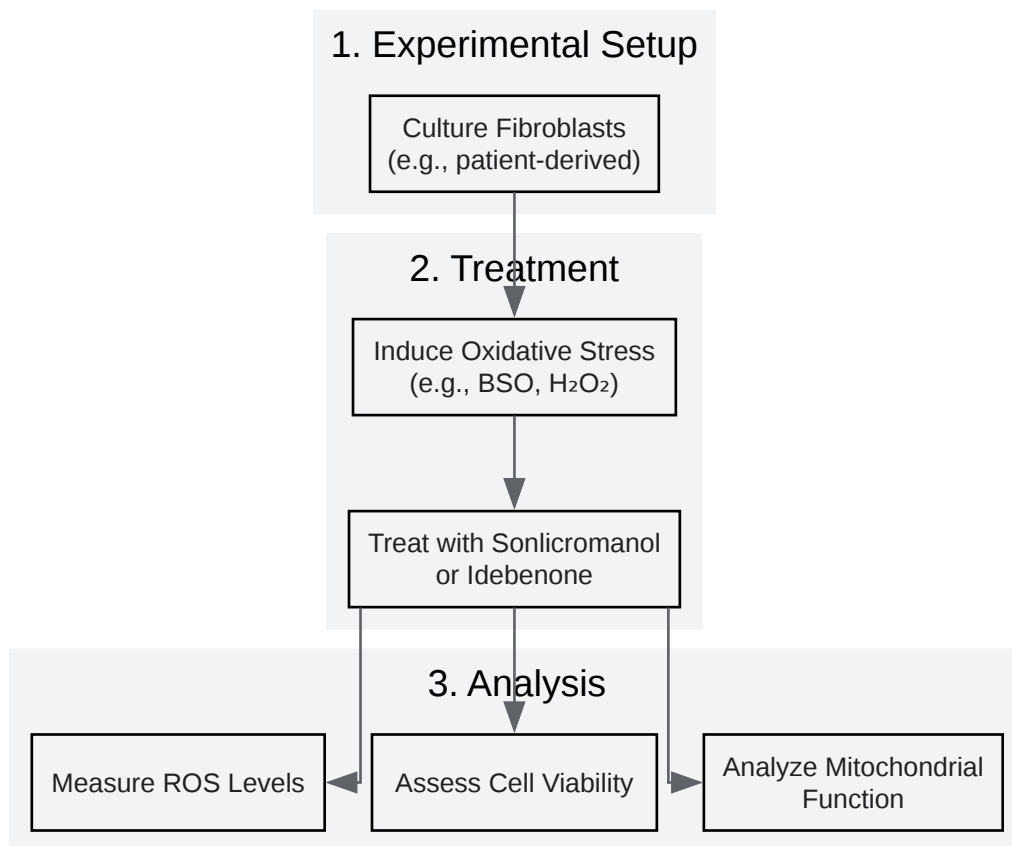 1. Experimental Setup
Culture Fibroblasts
(e.g., patient-derived)
2. Treatment
Induce Oxidative Stress
(e.g., BSO, H₂O₂)
Treat with Sonlicromanol
or Idebenone
3. Analysis
Measure ROS Levels
Assess Cell Viability
Analyze Mitochondrial
Function